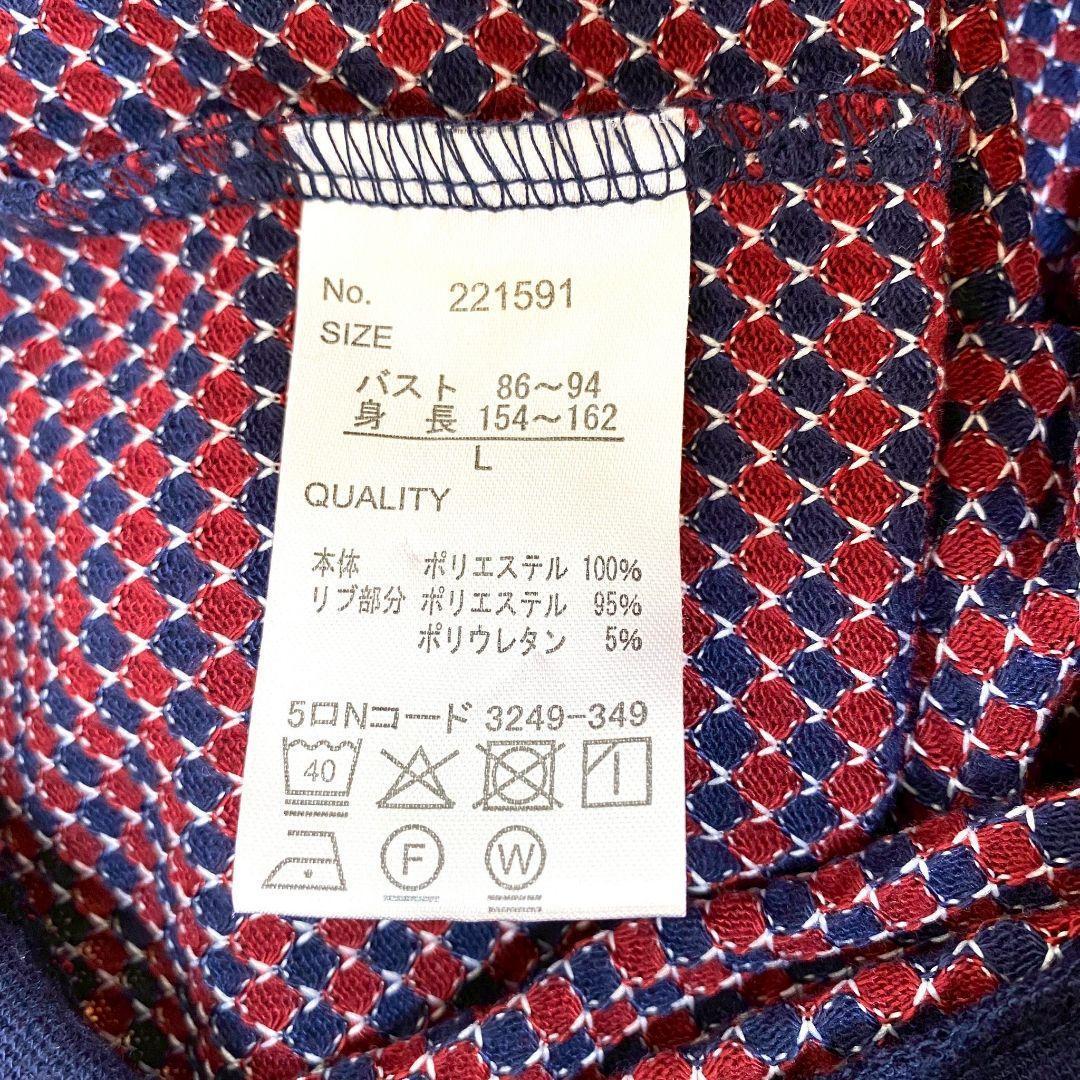 No. 221591
SIZE
バスト 86～94
身長 154～162
L
QUALITY
本体 ポリエステル 100%
リブ部分 ポリエステル 95%
ポリウレタン 5%
5ロNコード 3249-349
40
F W